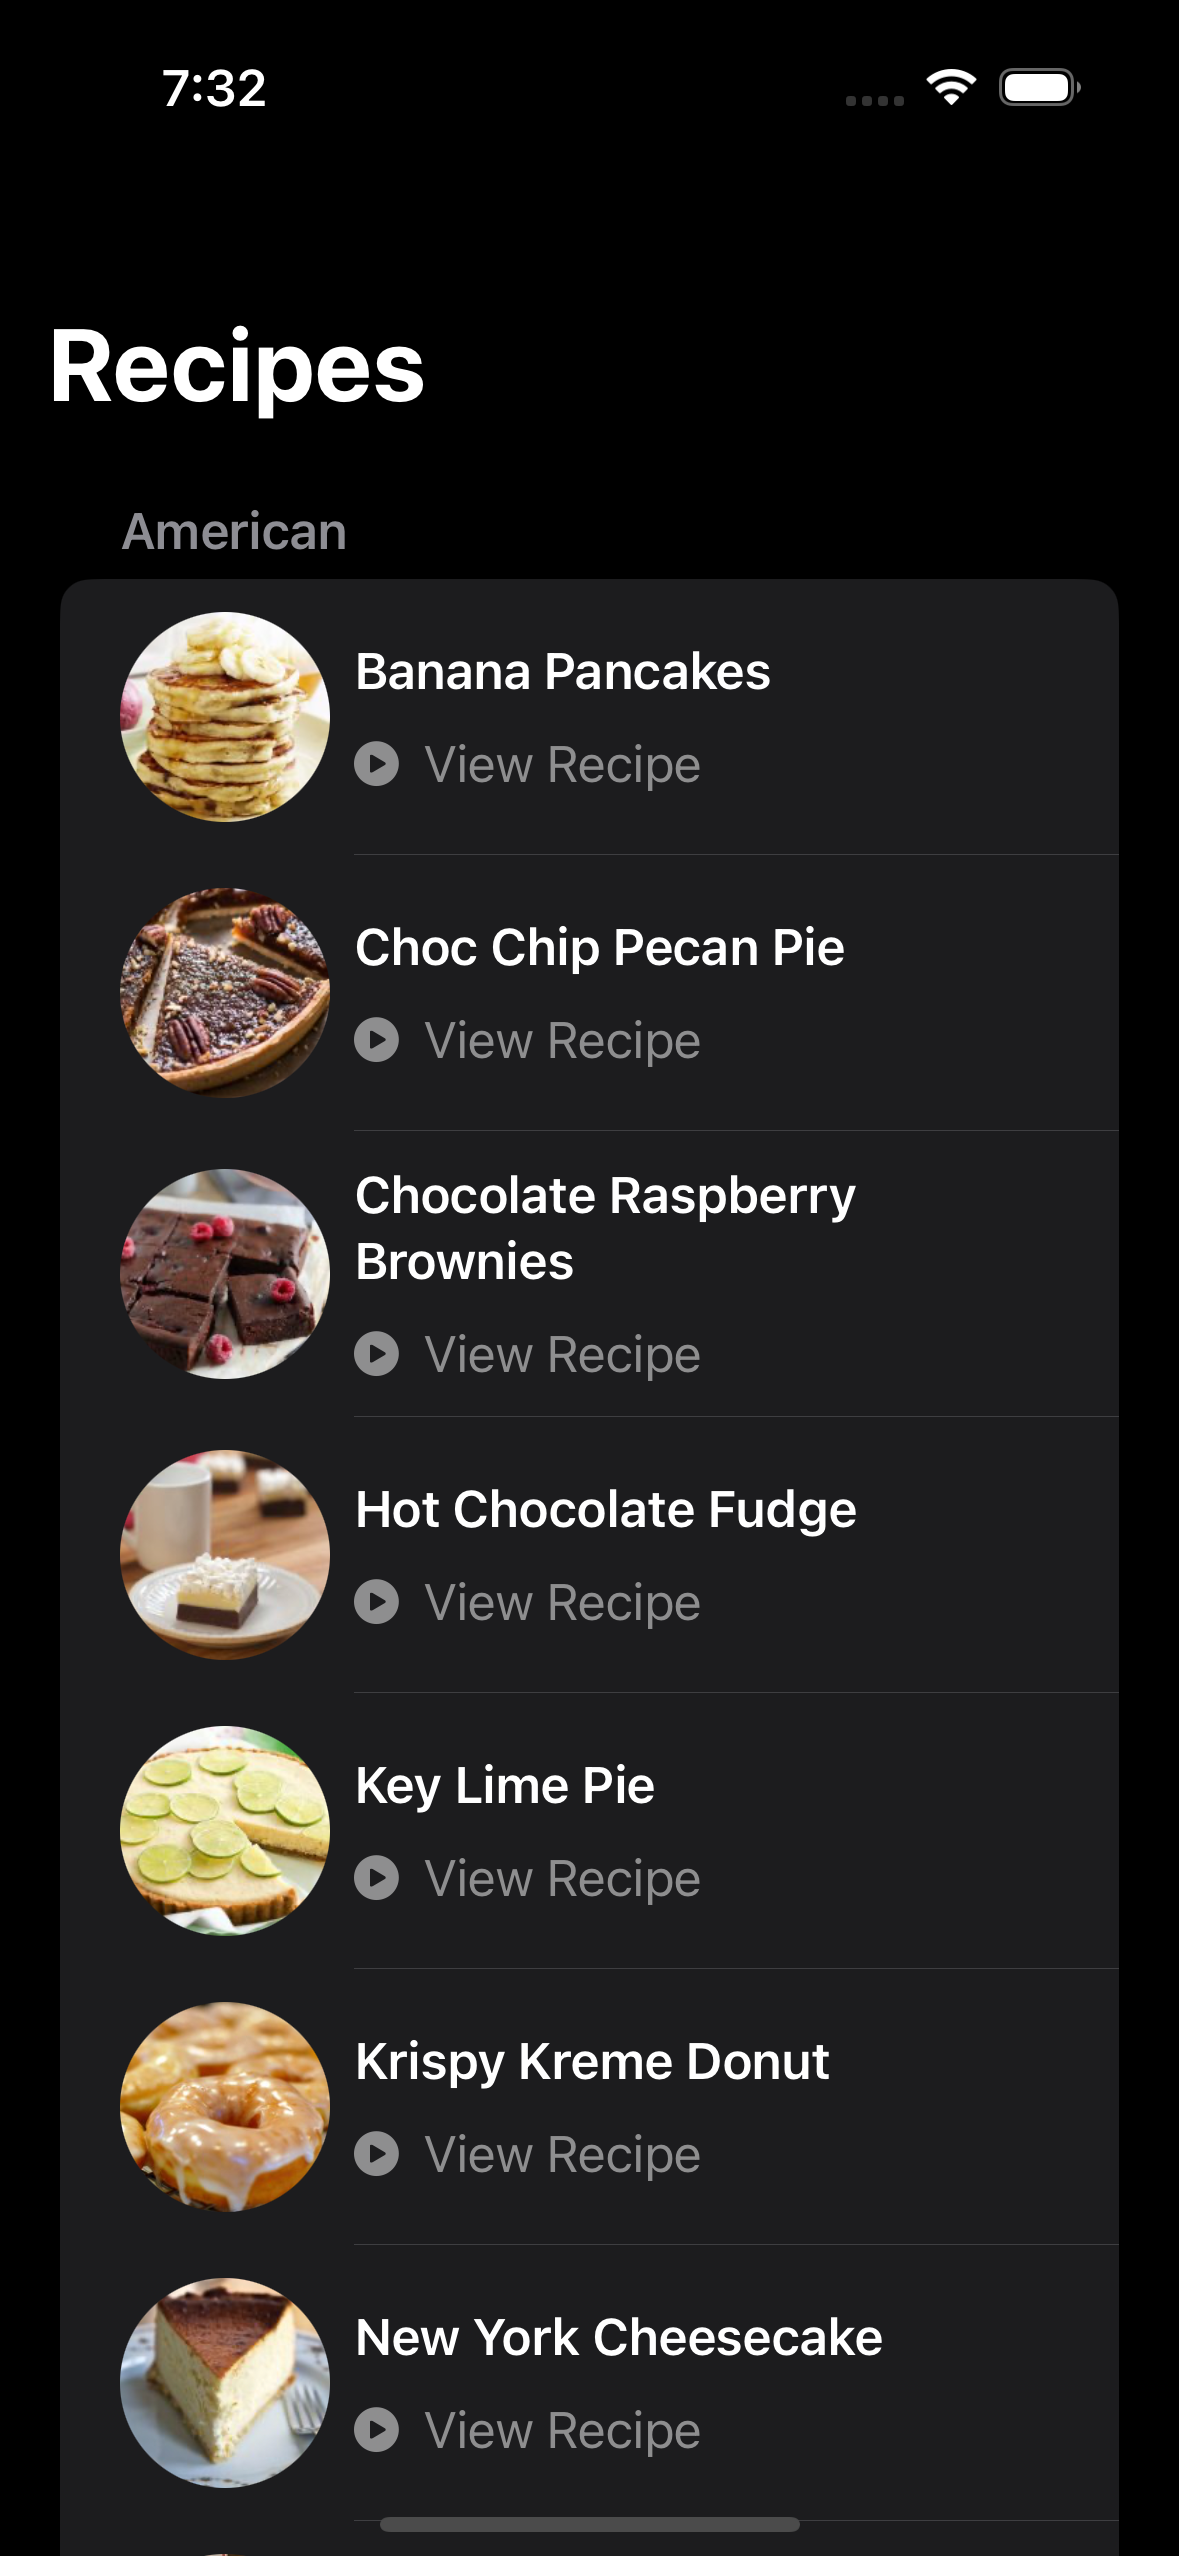 7:32
Recipes
American
Banana Pancakes
View Recipe
Choc Chip Pecan Pie
View Recipe
Chocolate Raspberry
Brownies
View Recipe
Hot Chocolate Fudge
View Recipe
Key Lime Pie
View Recipe
Krispy Kreme Donut
View Recipe
New York Cheesecake
View Recipe